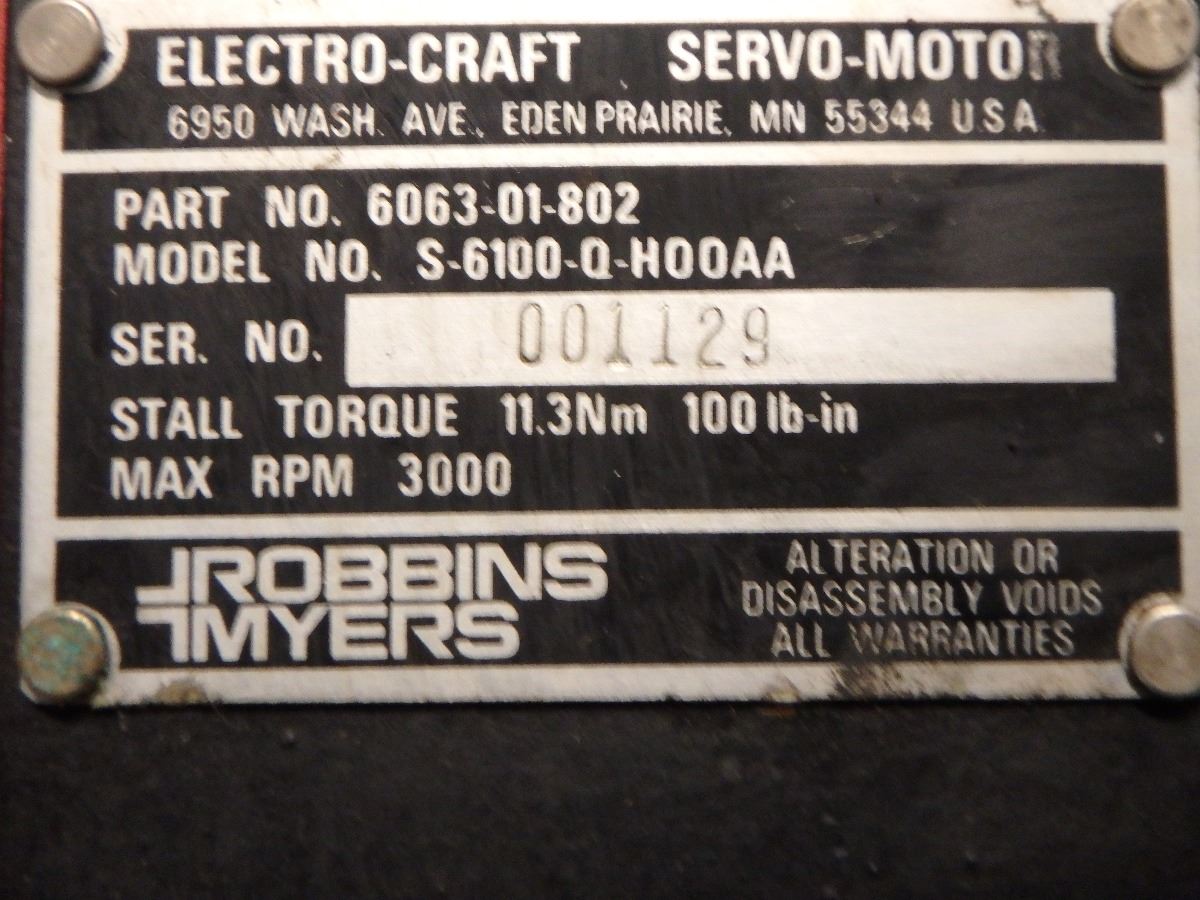 ELECTRO-CRAFT SERVO-MOTOR
6950 WASH. AVE., EDEN PRAIRIE, MN 55344 U.S.A.
PART NO. 6063-01-802
MODEL NO. S-6100-Q-H00AA
SER. NO. 001129
STALL TORQUE 11.3Nm 100 lb-in
MAX RPM 3000
ROBBINS
MYERS
ALTERATION OR
DISASSEMBLY VOIDS
ALL WARRANTIES